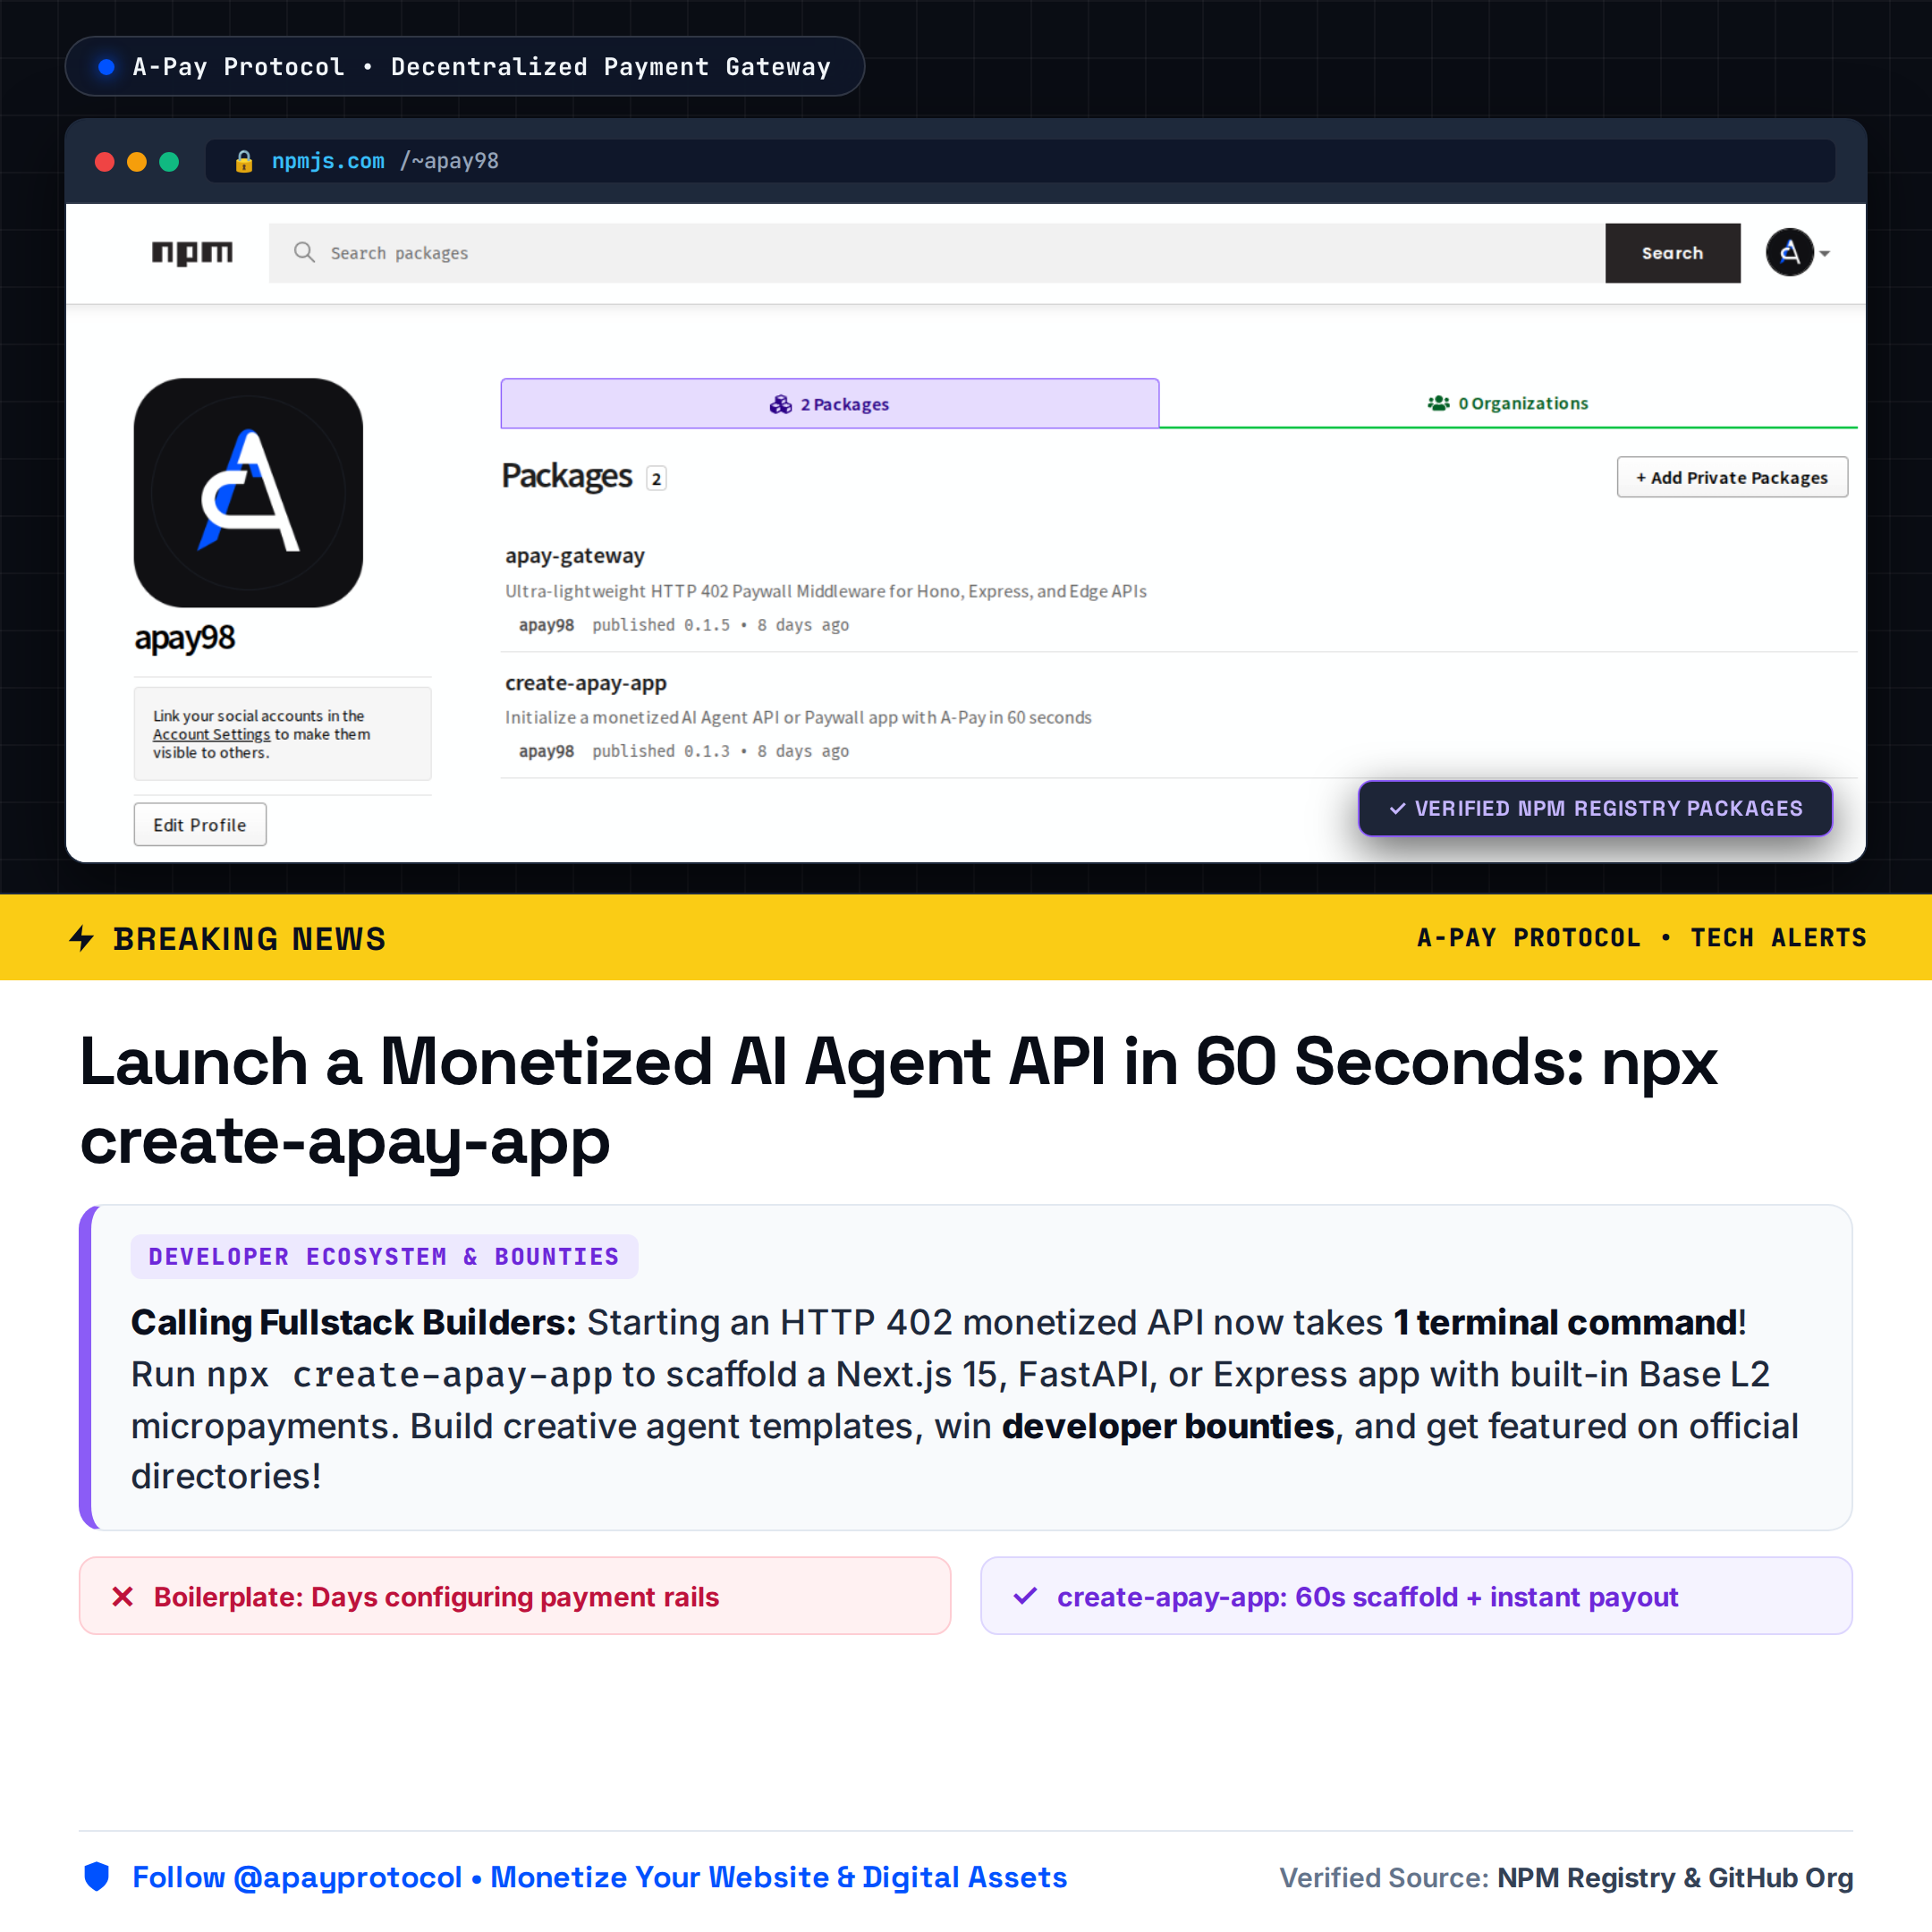 A-Pay Protocol • Decentralized Payment Gateway
npmjs.com /~apay98
npm
Search packages
Search
2 Packages
0 Organizations
Packages 2
+ Add Private Packages
apay-gateway
Ultra-lightweight HTTP 402 Paywall Middleware for Hono, Express, and Edge APIs
apay98 published 0.1.5 • 8 days ago
create-apay-app
Initialize a monetized AI Agent API or Paywall app with A-Pay in 60 seconds
apay98 published 0.1.3 • 8 days ago
apay98
Link your social accounts in the
Account Settings to make them
visible to others.
Edit Profile
✓ VERIFIED NPM REGISTRY PACKAGES
BREAKING NEWS
A-PAY PROTOCOL • TECH ALERTS
Launch a Monetized AI Agent API in 60 Seconds: npx
create-apay-app
DEVELOPER ECOSYSTEM & BOUNTIES
Calling Fullstack Builders: Starting an HTTP 402 monetized API now takes 1 terminal command!
Run npx create-apay-app to scaffold a Next.js 15, FastAPI, or Express app with built-in Base L2
micropayments. Build creative agent templates, win developer bounties, and get featured on official
directories!
✕ Boilerplate: Days configuring payment rails
✓ create-apay-app: 60s scaffold + instant payout
Follow @apayprotocol • Monetize Your Website & Digital Assets
Verified Source: NPM Registry & GitHub Org